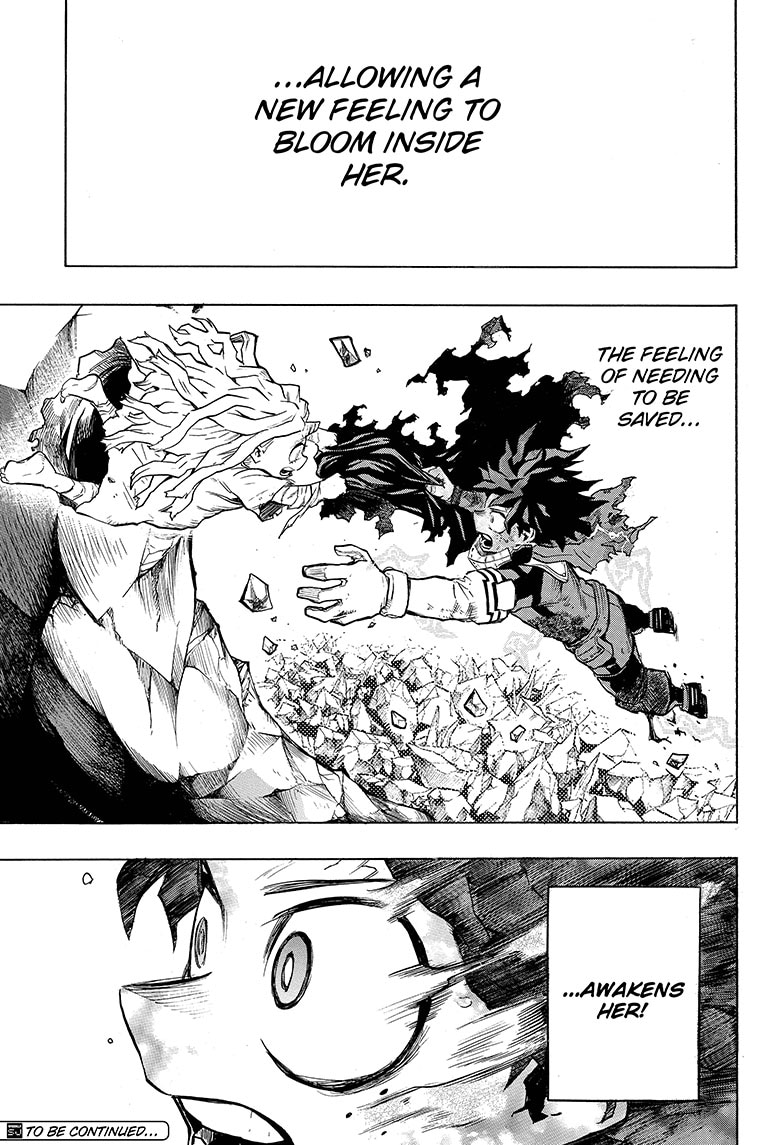 ...ALLOWING A
NEW FEELING TO
BLOOM INSIDE
HER.
THE FEELING
OF NEEDING
TO BE
SAVED...
...AWAKENS
HER!
TO BE CONTINUED...